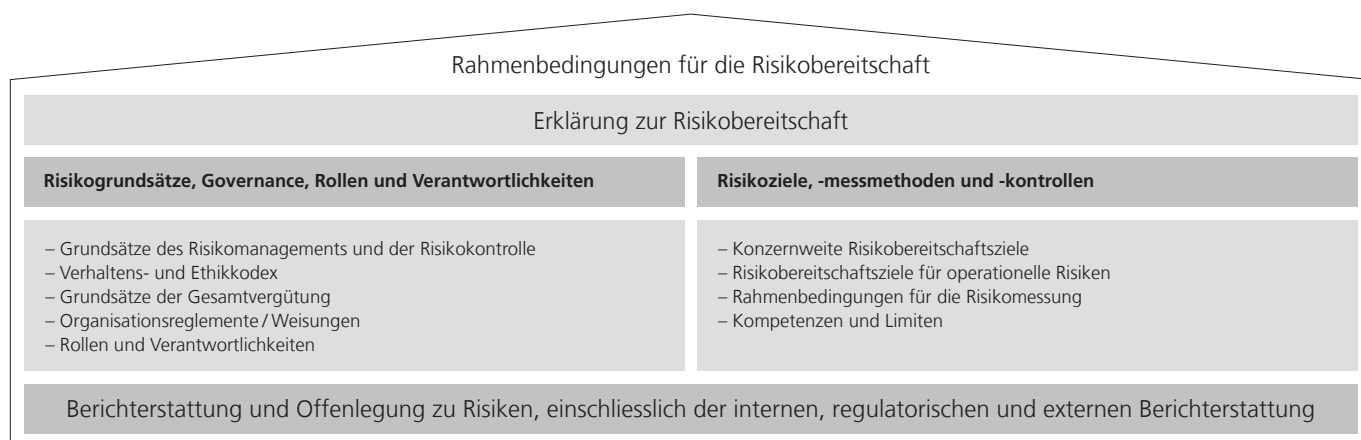 Rahmenbedingungen für die Risikobereitschaft
Erklärung zur Risikobereitschaft
Risikogrundsätze, Governance, Rollen und Verantwortlichkeiten
– Grundsätze des Risikomanagements und der Risikokontrolle
– Verhaltens- und Ethikkodex
– Grundsätze der Gesamtvergütung
– Organisationsreglemente / Weisungen
– Rollen und Verantwortlichkeiten
Risikoziele, -messmethoden und -kontrollen
– Konzernweite Risikobereitschaftsziele
– Risikobereitschaftsziele für operationelle Risiken
– Rahmenbedingungen für die Risikomessung
– Kompetenzen und Limiten
Berichterstattung und Offenlegung zu Risiken, einschliesslich der internen, regulatorischen und externen Berichterstattung